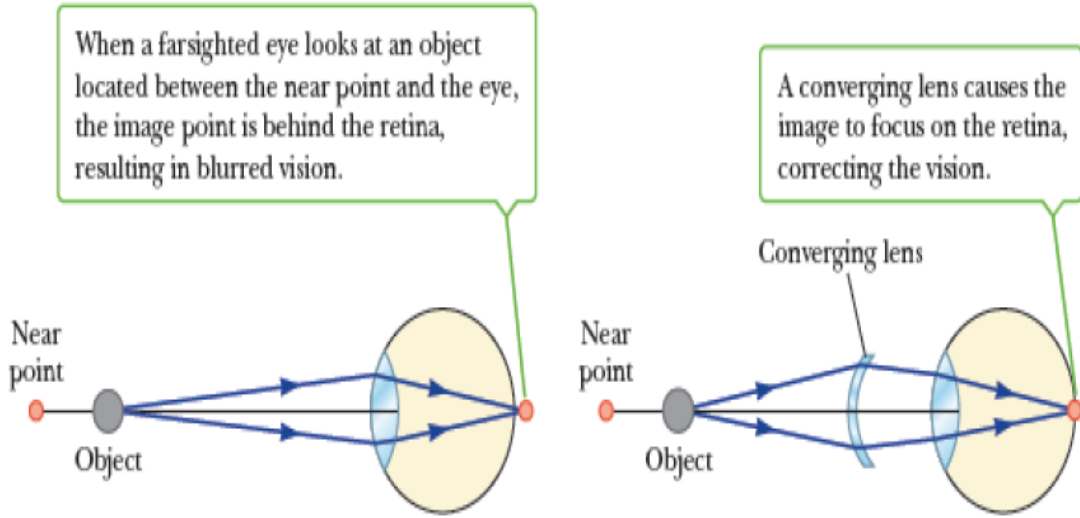 When a farsighted eye looks at an object
located between the near point and the eye,
the image point is behind the retina,
resulting in blurred vision.
A converging lens causes the
image to focus on the retina,
correcting the vision.
Converging lens
Near
point
Object
Near
point
Object